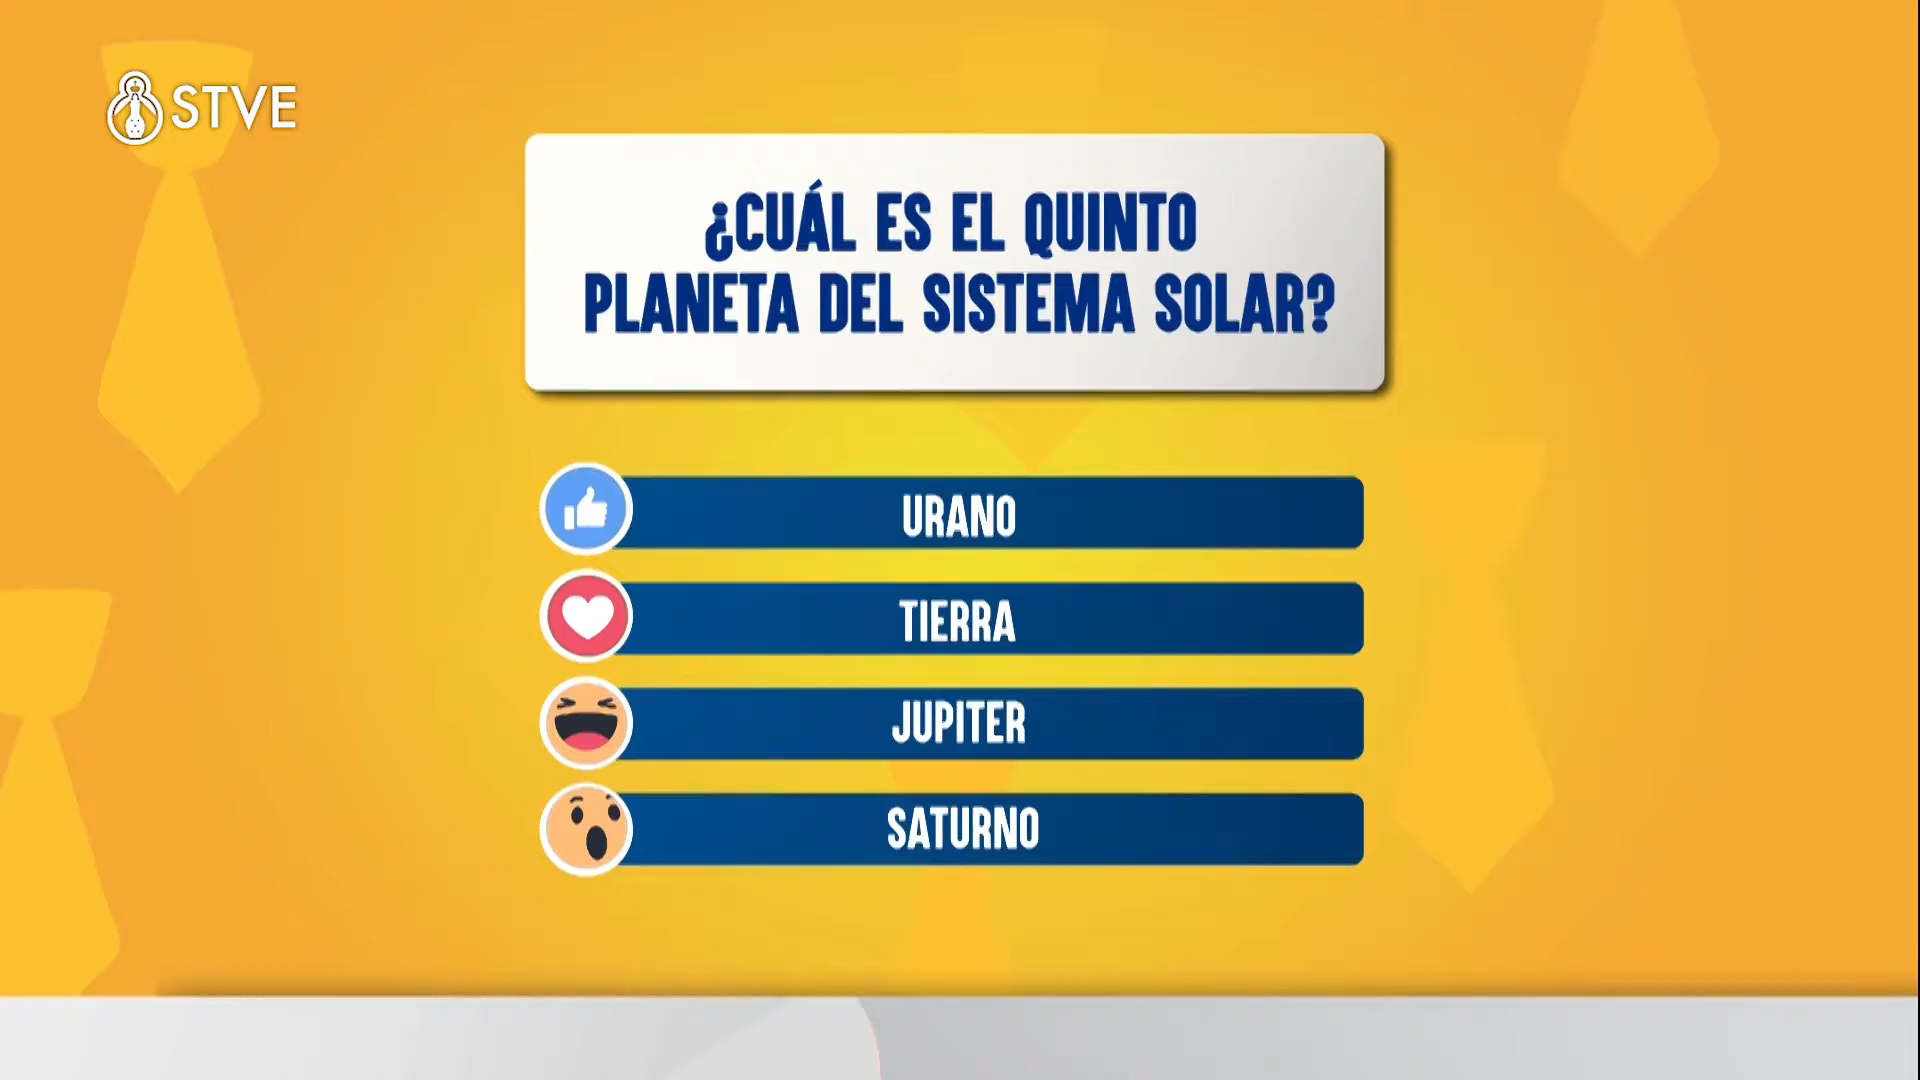 STVE
¿CUÁL ES EL QUINTO
PLANETA DEL SISTEMA SOLAR?
URANO
TIERRA
JUPITER
SATURNO